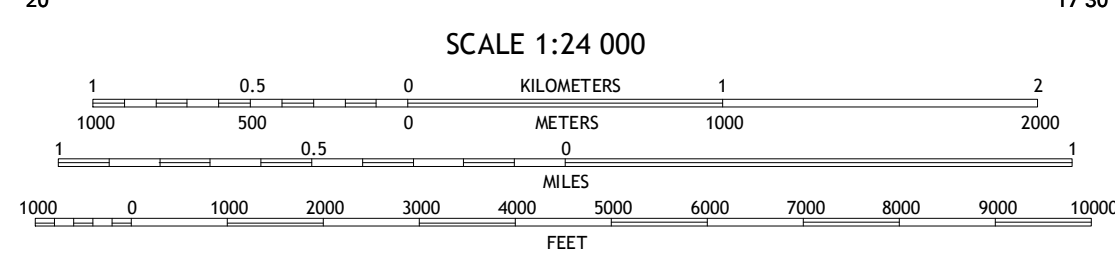 20 17'30
SCALE 1:24 000
1 0.5 0 KILOMETERS 1 2
1000 500 0 METERS 1000 2000
1 0.5 0 1
MILES
1000 0 1000 2000 3000 4000 5000 6000 7000 8000 9000 10000
FEET